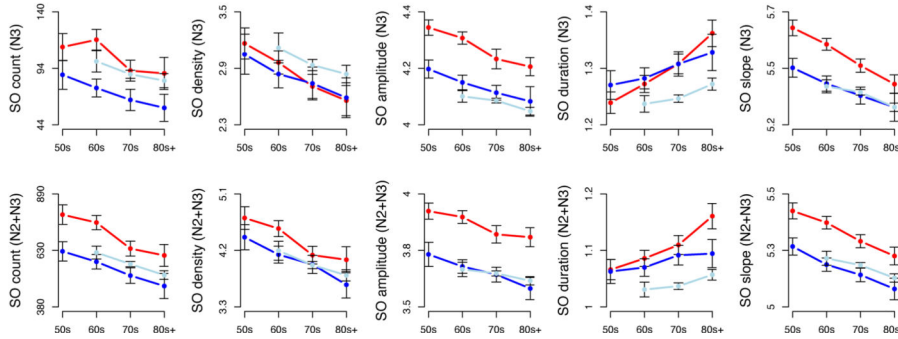 SO count (N3)
140
94
44
50s 60s 70s 80s+
SO density (N3)
3.5
2.9
2.3
50s 60s 70s 80s+
SO amplitude (N3)
4.4
4.2
4
50s 60s 70s 80s+
SO duration (N3)
1.4
1.3
1.2
50s 60s 70s 80s+
SO slope (N3)
5.7
5.5
5.2
50s 60s 70s 80s+
SO count (N2+N3)
890
630
380
50s 60s 70s 80s+
SO density (N2+N3)
5.1
4.2
3.3
50s 60s 70s 80s+
SO amplitude (N2+N3)
4
3.8
3.5
50s 60s 70s 80s+
SO duration (N2+N3)
1.2
1.1
1
50s 60s 70s 80s+
SO slope (N2+N3)
5.5
5.3
5
50s 60s 70s 80s+